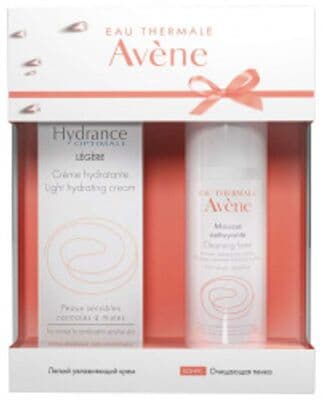 EAU THERMALE
Avène
Hydrance
OPTIMALE
LÉGÈRE
Crème hydratante
Light hydrating cream
Peaux sensibles
normales à mixtes
EAU THERMALE
Avène
Mousse
nettoyante
Cleansing foam
Легкий увлажняющий крем
Очищающая пенка